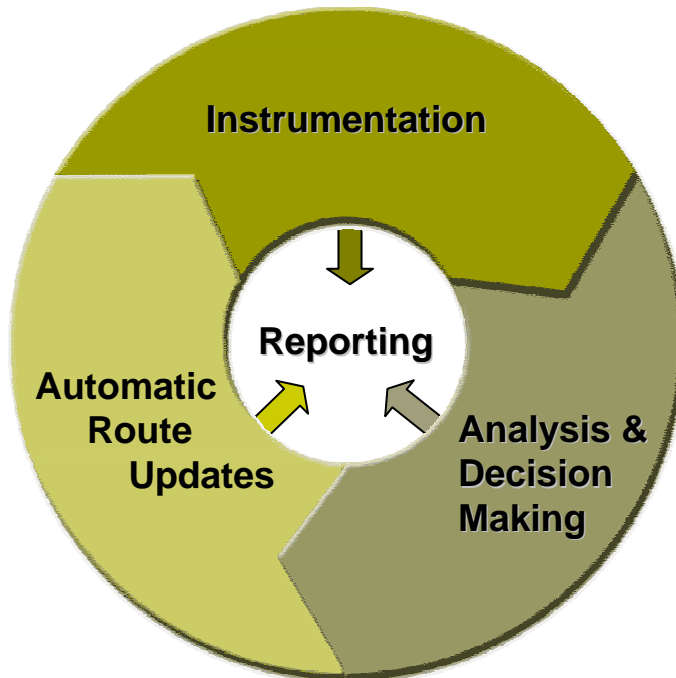 Instrumentation
Reporting
Automatic
Route
Updates
Analysis &
Decision
Making